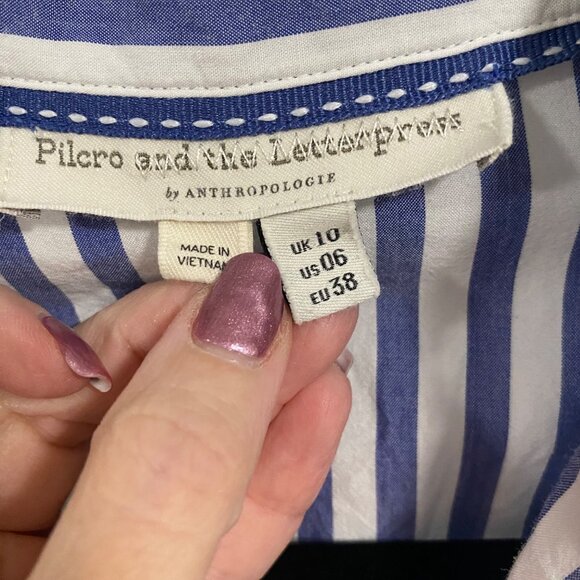 Pilcro and the Letterpress
by ANTHROPOLOGIE
MADE IN
VIETNAM
UK 10
US 06
EU 38